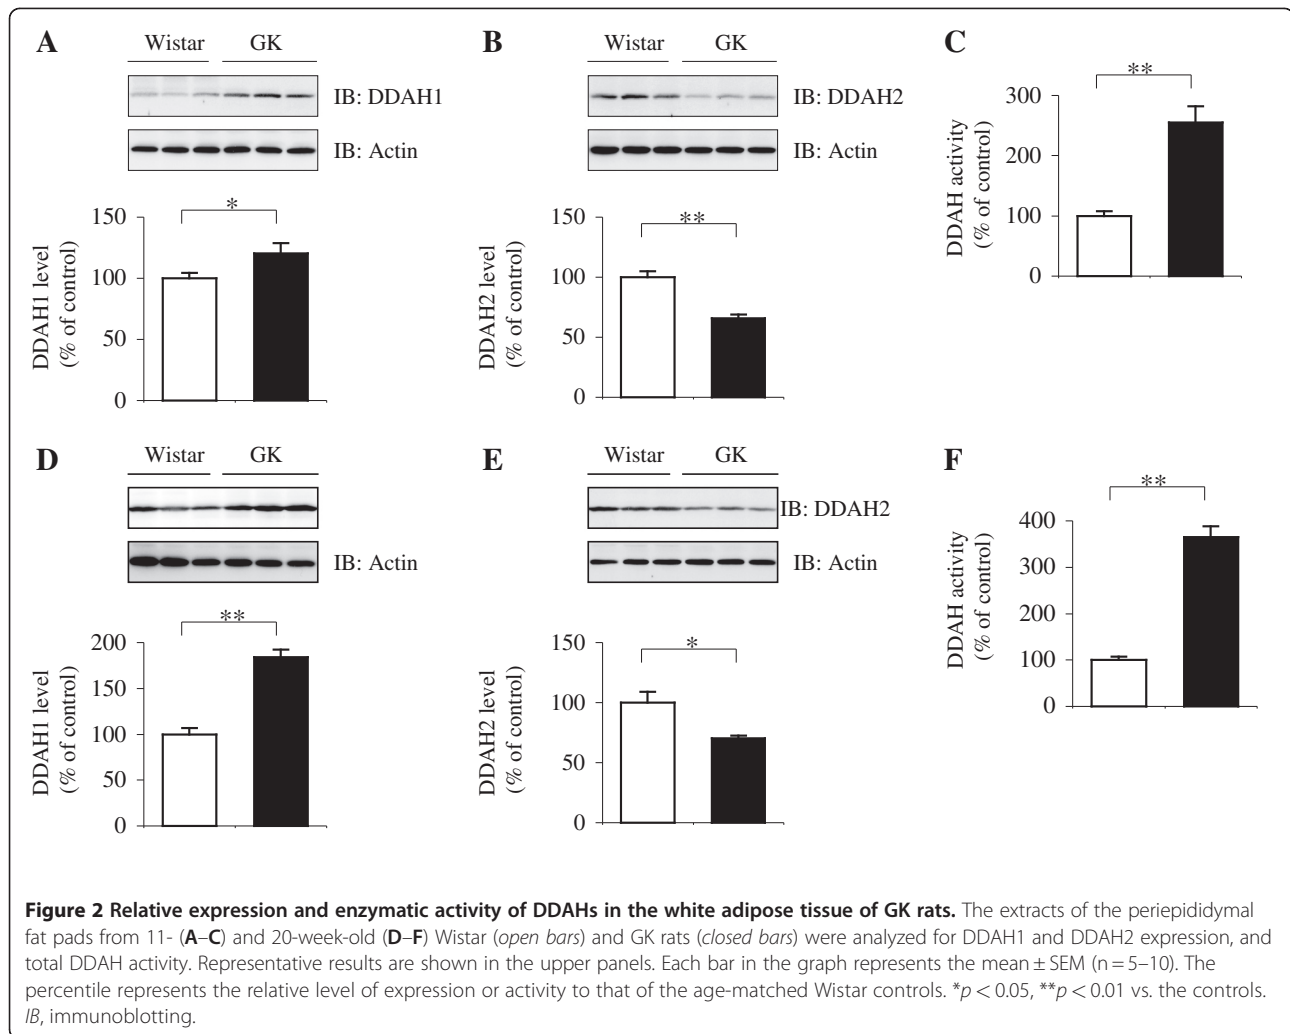 A
Wistar GK
IB: DDAH1
IB: Actin
*
150
100
50
0
DDAH1 level
(% of control)
B
Wistar GK
IB: DDAH2
IB: Actin
**
150
100
50
0
DDAH2 level
(% of control)
C
**
300
200
100
0
DDAH activity
(% of control)
D
Wistar GK
IB: Actin
**
200
150
100
50
0
DDAH1 level
(% of control)
E
Wistar GK
IB: DDAH2
IB: Actin
*
150
100
50
0
DDAH2 level
(% of control)
F
**
400
300
200
100
0
DDAH activity
(% of control)
Figure 2 Relative expression and enzymatic activity of DDAHs in the white adipose tissue of GK rats. The extracts of the periepididymal
fat pads from 11- (A–C) and 20-week-old (D–F) Wistar (open bars) and GK rats (closed bars) were analyzed for DDAH1 and DDAH2 expression, and
total DDAH activity. Representative results are shown in the upper panels. Each bar in the graph represents the mean ± SEM (n = 5–10). The
percentile represents the relative level of expression or activity to that of the age-matched Wistar controls. *p < 0.05, **p < 0.01 vs. the controls.
IB, immunoblotting.